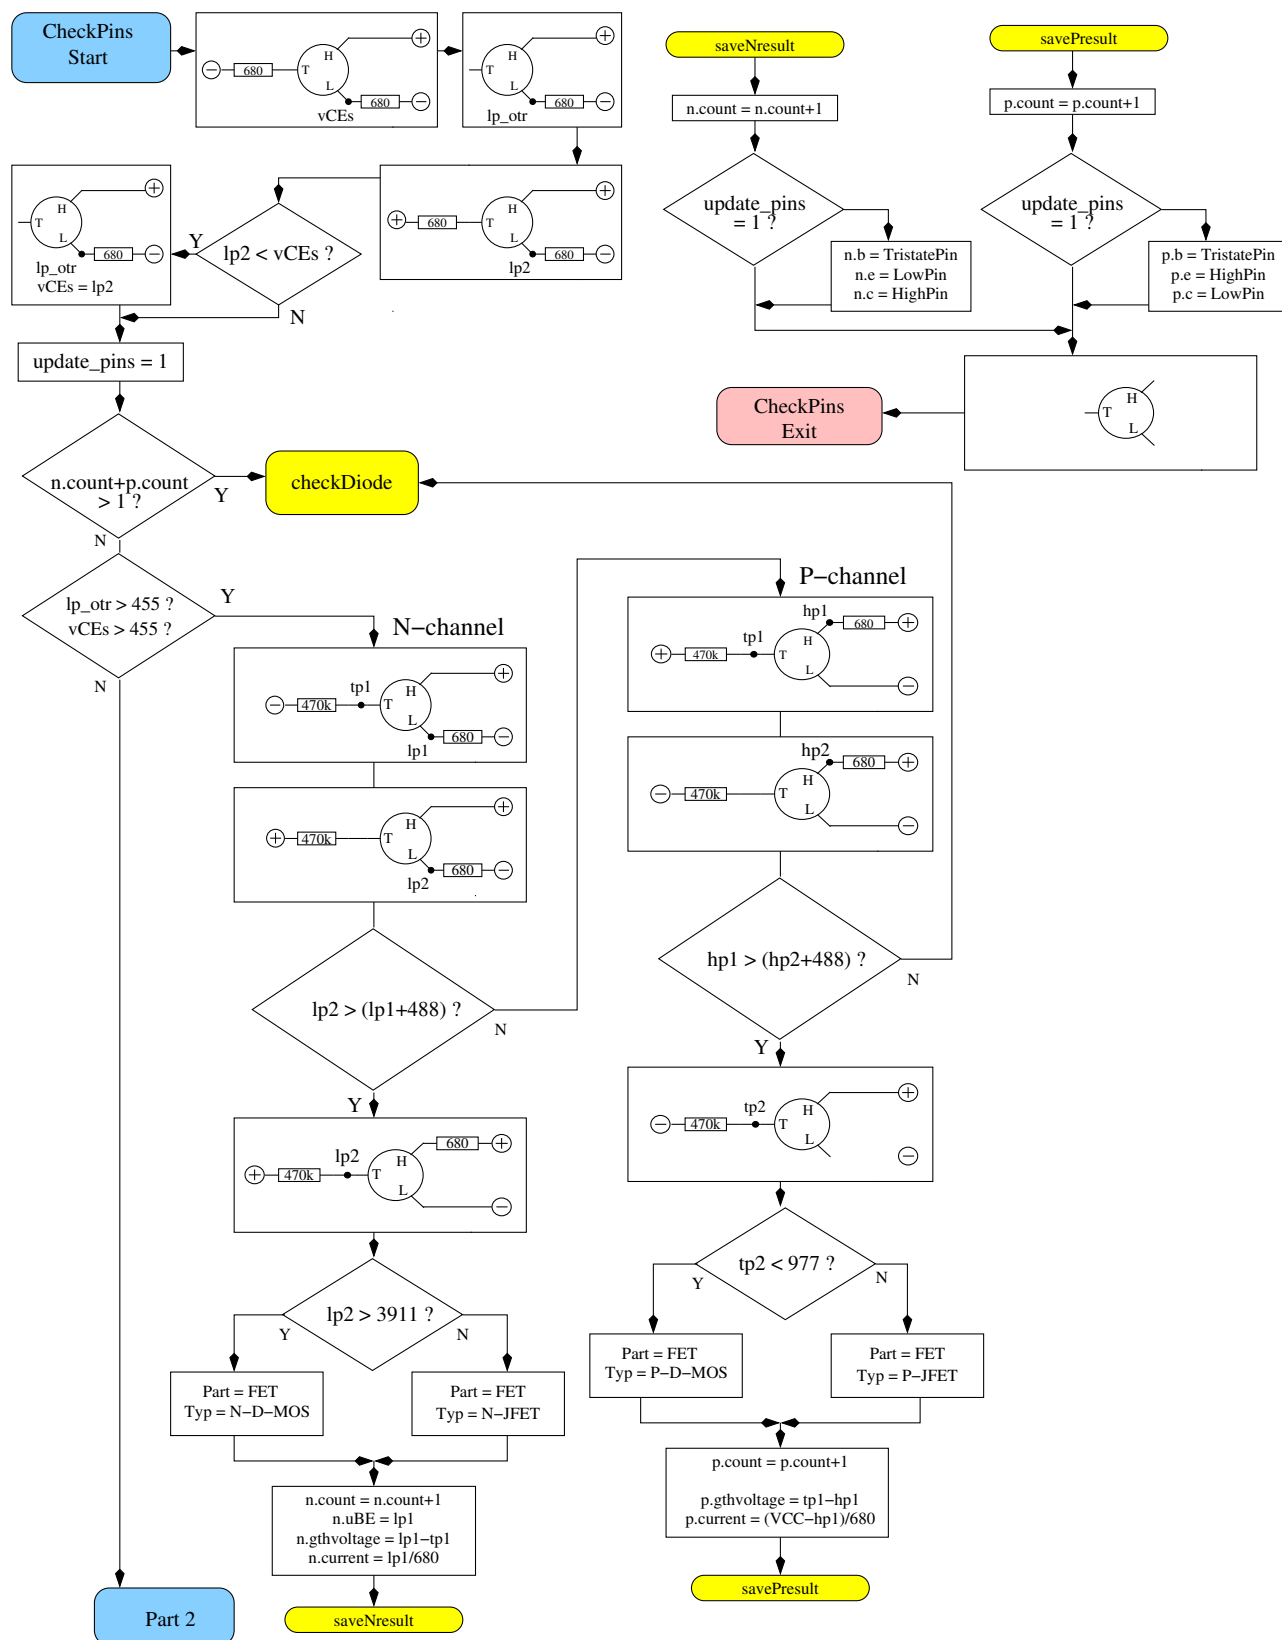 CheckPins
Start
H
T
L
680
680
vCEs
H
T
L
680
lp_otr
saveNresult
n.count = n.count+1
update_pins
= 1 ?
n.b = TristatePin
n.e = LowPin
n.c = HighPin
savePresult
p.count = p.count+1
update_pins
= 1 ?
p.b = TristatePin
p.e = HighPin
p.c = LowPin
H
T
L
680
lp_otr
vCEs = lp2
Y
lp2 < vCEs ?
N
H
T
L
680
680
lp2
update_pins = 1
CheckPins
Exit
H
T
L
n.count+p.count
> 1 ?
Y
N
checkDiode
lp_otr > 455 ?
vCEs > 455 ?
Y
N
N−channel
tp1
470k
H
T
L
680
lp1
470k
H
T
L
680
lp2
lp2 > (lp1+488) ?
N
Y
lp2
470k
H
T
L
680
lp2 > 3911 ?
Y
N
Part = FET
Typ = N−D−MOS
Part = FET
Typ = N−JFET
n.count = n.count+1
n.uBE = lp1
n.gthvoltage = lp1−tp1
n.current = lp1/680
saveNresult
Part 2
P−channel
hp1
tp1
470k
H
T
L
680
hp2
470k
H
T
L
680
hp1 > (hp2+488) ?
N
Y
tp2
470k
H
T
L
tp2 < 977 ?
Y
N
Part = FET
Typ = P−D−MOS
Part = FET
Typ = P−JFET
p.count = p.count+1
p.gthvoltage = tp1−hp1
p.current = (VCC−hp1)/680
savePresult